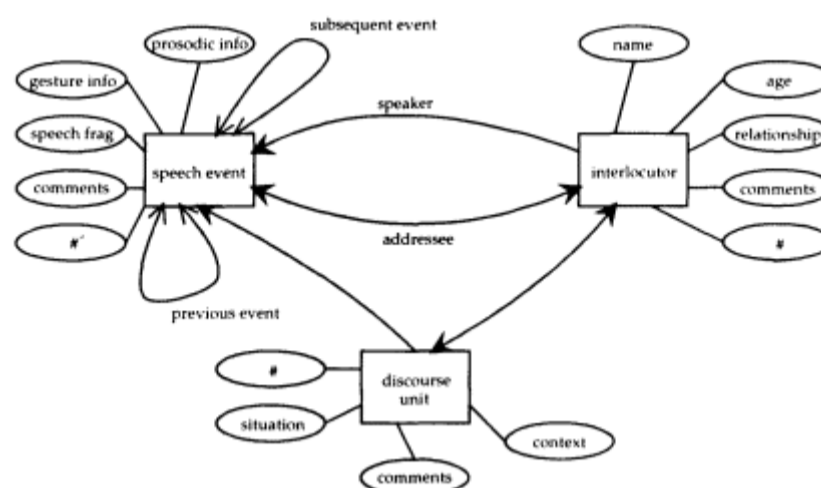 subsequent event
prosodic info
name
gesture info
age
speaker
speech frag
relationship
speech event
interlocutor
comments
comments
#´
addressee
#
previous event
#
discourse
unit
situation
context
comments